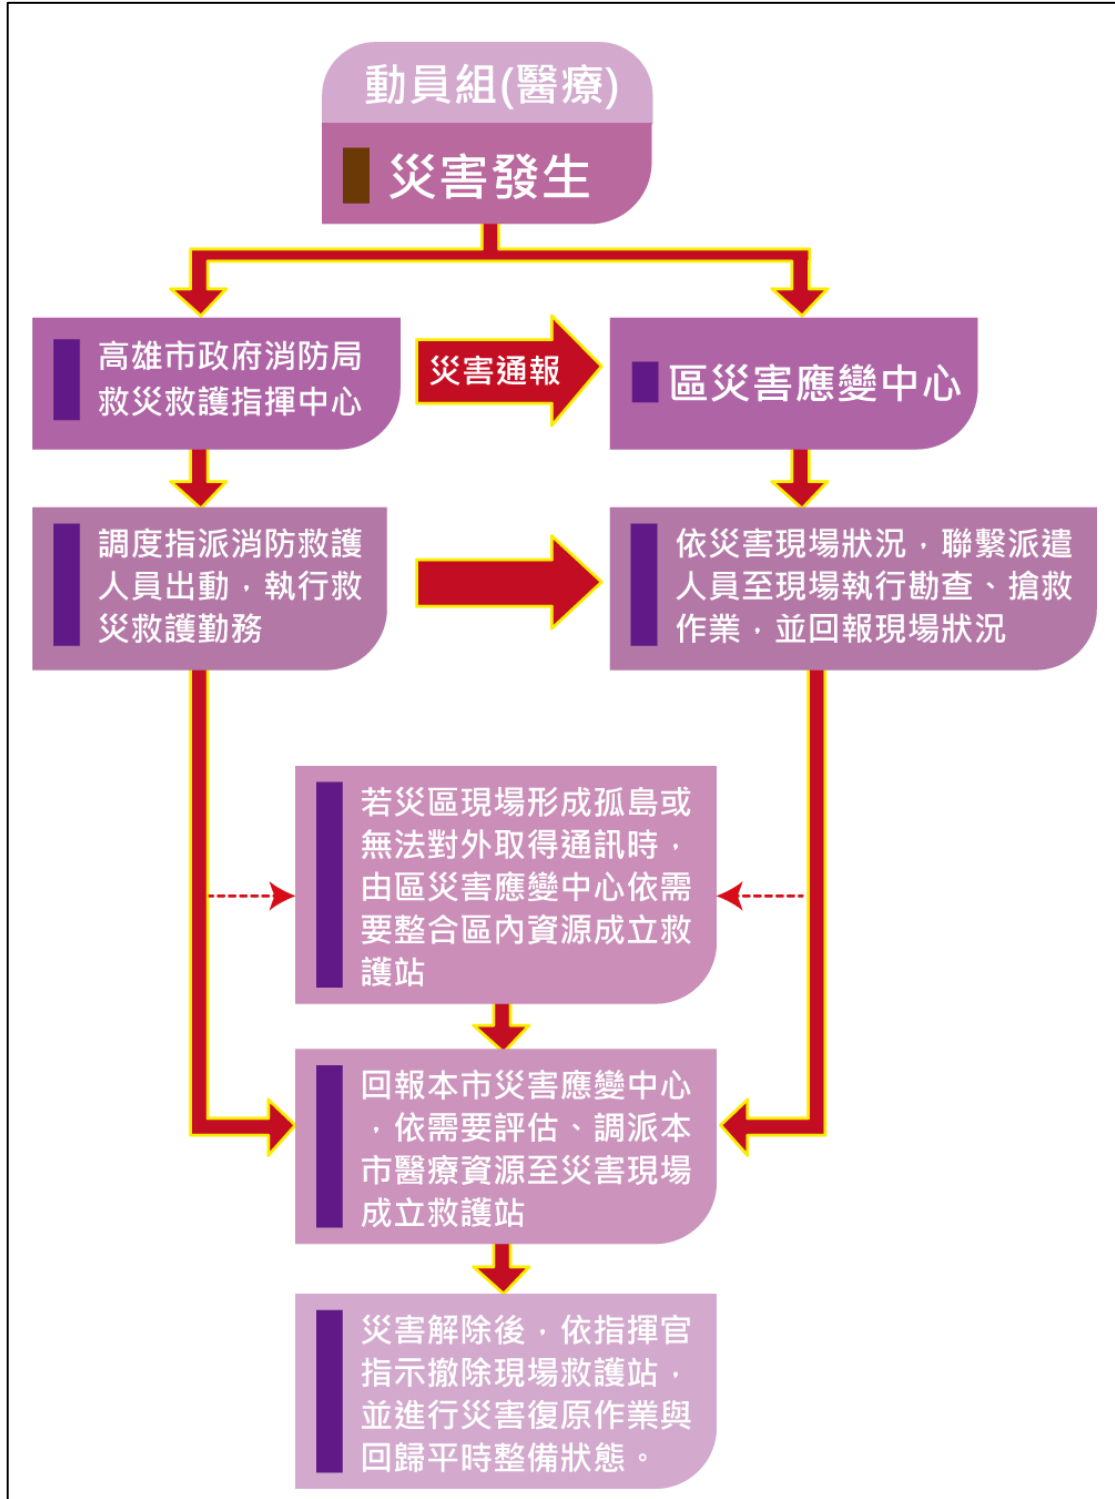 動員組(醫療)
災害發生
高雄市政府消防局
救災救護指揮中心
災害通報
區災害應變中心
調度指派消防救護
人員出動，執行救
災救護勤務
依災害現場狀況，聯繫派遣
人員至現場執行勘查、搶救
作業，並回報現場狀況
若災區現場形成孤島或
無法對外取得通訊時，
由區災害應變中心依需
要整合區內資源成立救
護站
回報本市災害應變中心
，依需要評估、調派本
市醫療資源至災害現場
成立救護站
災害解除後，依指揮官
指示撤除現場救護站，
並進行災害復原作業與
回歸平時整備狀態。